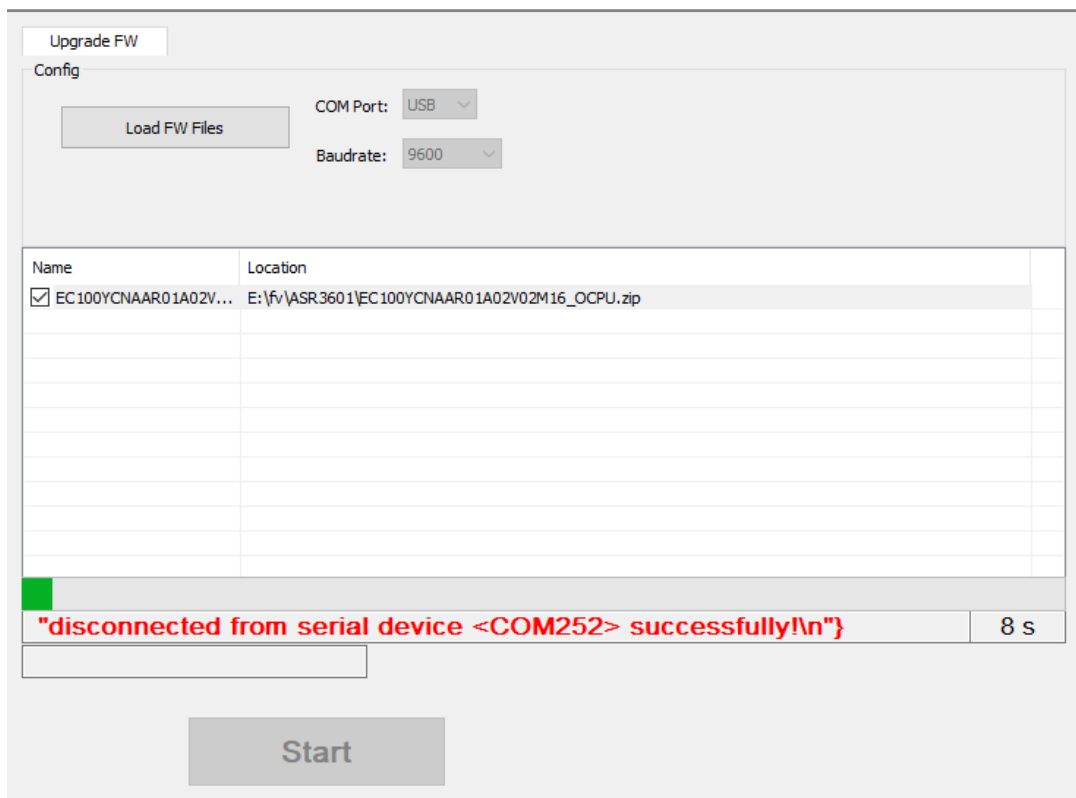 Upgrade FW
Config
Load FW Files
COM Port: USB
Baudrate: 9600
Name Location
EC100YCNAAR01A02V... E:\fv\ASR3601\EC100YCNAAR01A02V02M16_OCPU.zip
"disconnected from serial device <COM252> successfully!\n"} 8 s
Start